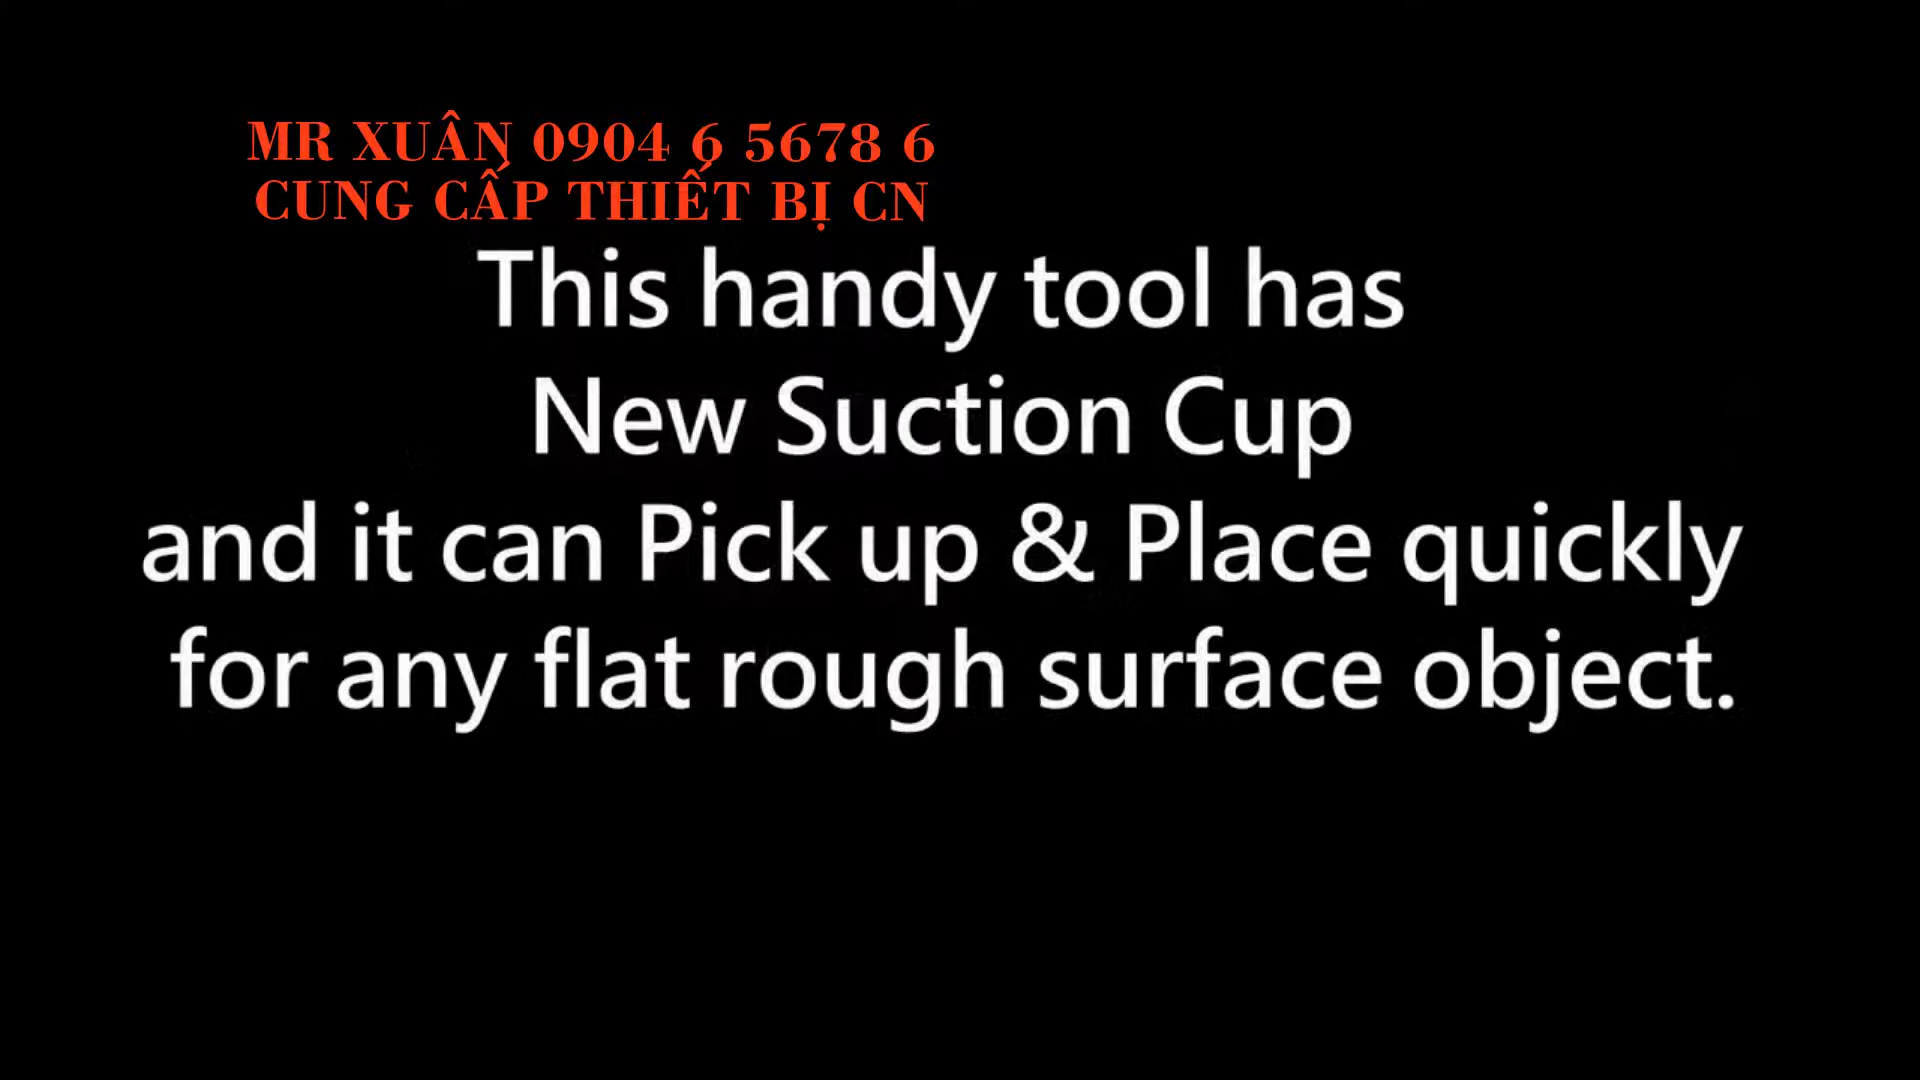 MR XUÂN 0904 6 5678 6
CUNG CẤP THIẾT BỊ CN
This handy tool has
New Suction Cup
and it can Pick up & Place quickly
for any flat rough surface object.